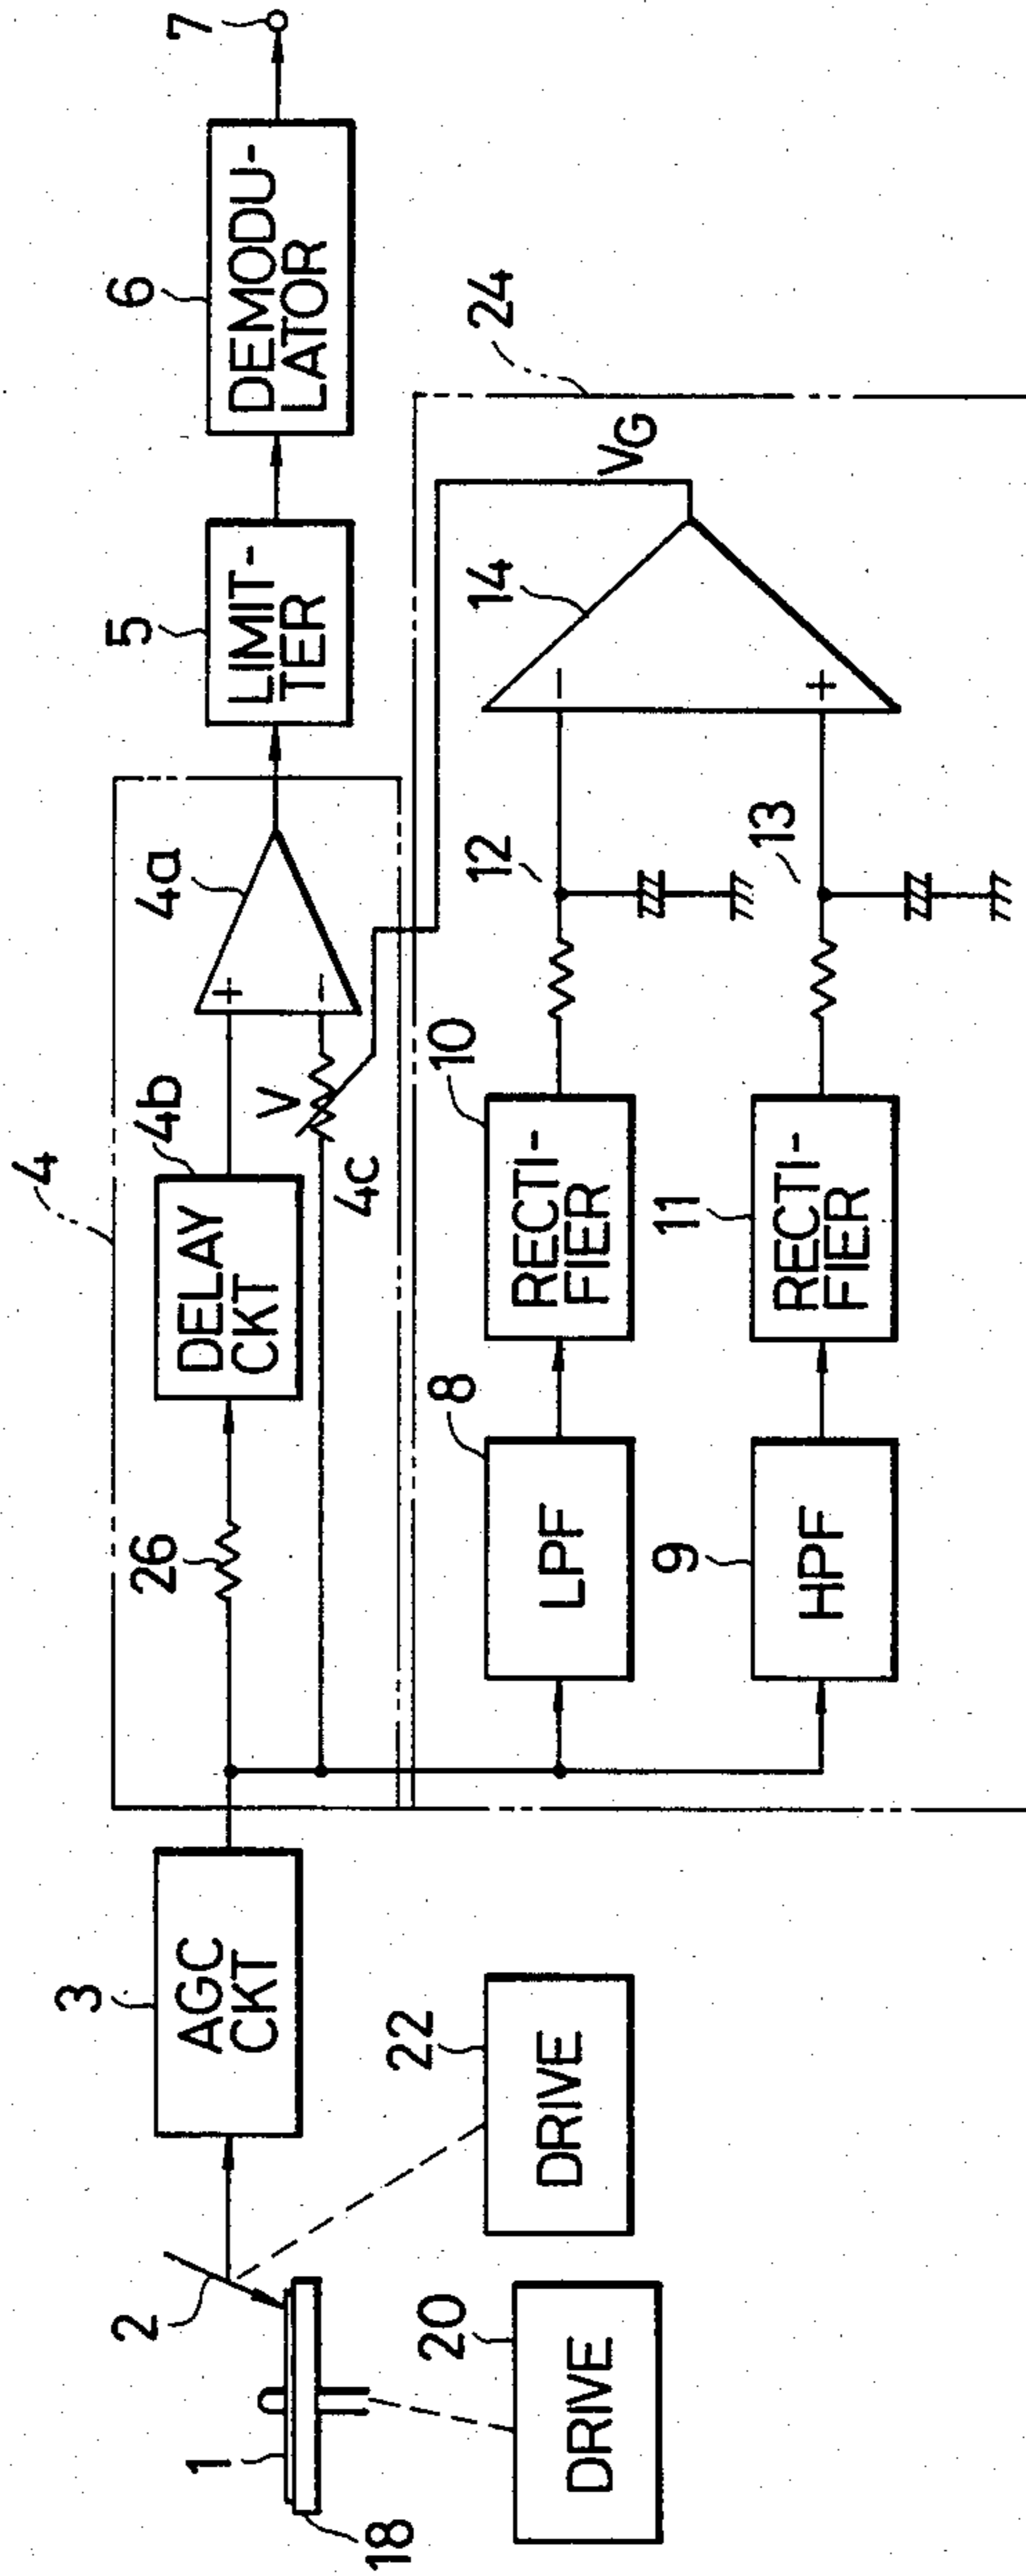 7
6
DEMODU-
LATOR
5
LIMIT-
TER
24
4
4a
+
−
4b
DELAY
CKT
V
4c
26
VG
14
−
+
12
13
10
RECTI-
FIER
11
RECTI-
FIER
8
LPF
9
HPF
3
AGC
CKT
2
22
DRIVE
20
DRIVE
1
18